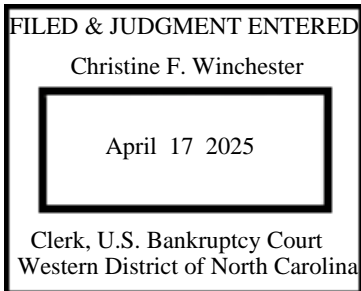 FILED & JUDGMENT ENTERED
Christine F. Winchester
April 17 2025
Clerk, U.S. Bankruptcy Court
Western District of North Carolina